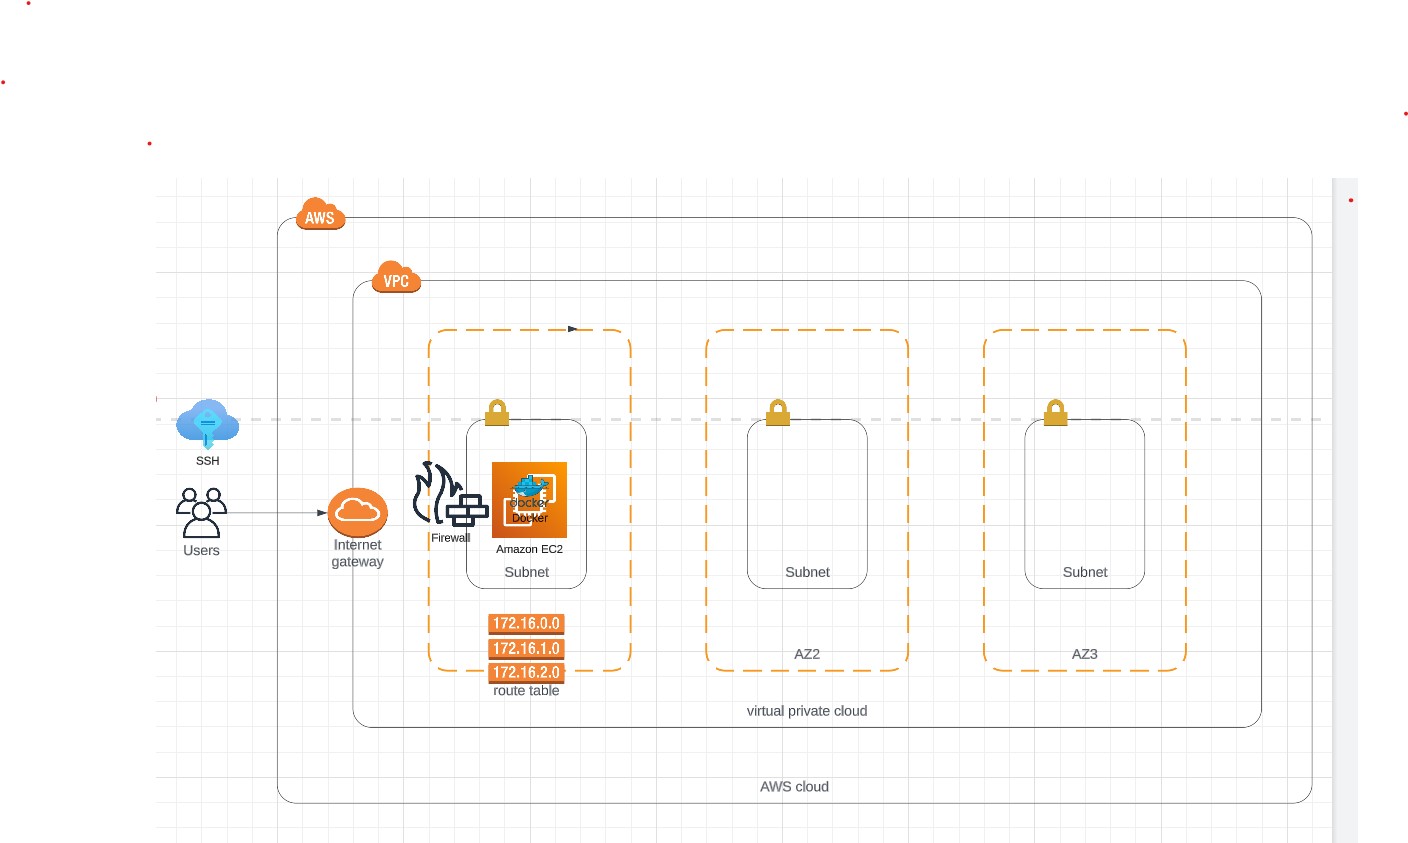 AWS
VPC
SSH
Users
Internet
gateway
Firewall
docker
Docker
Amazon EC2
Subnet
Subnet
Subnet
172.16.0.0
172.16.1.0
172.16.2.0
route table
AZ2
AZ3
virtual private cloud
AWS cloud